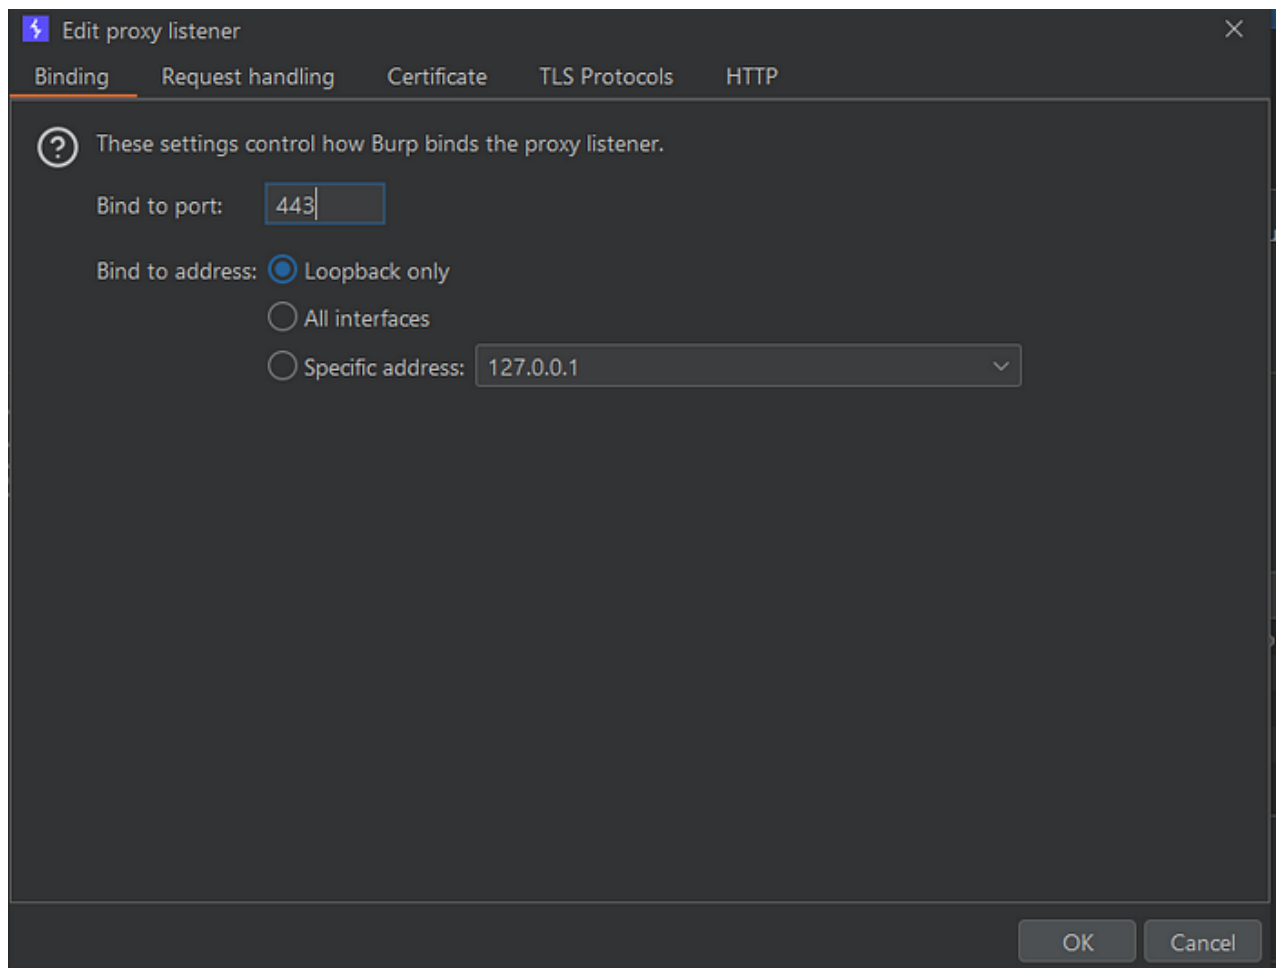 Edit proxy listener
Binding Request handling Certificate TLS Protocols HTTP
These settings control how Burp binds the proxy listener.
Bind to port: 443
Bind to address: Loopback only
All interfaces
Specific address: 127.0.0.1
OK Cancel